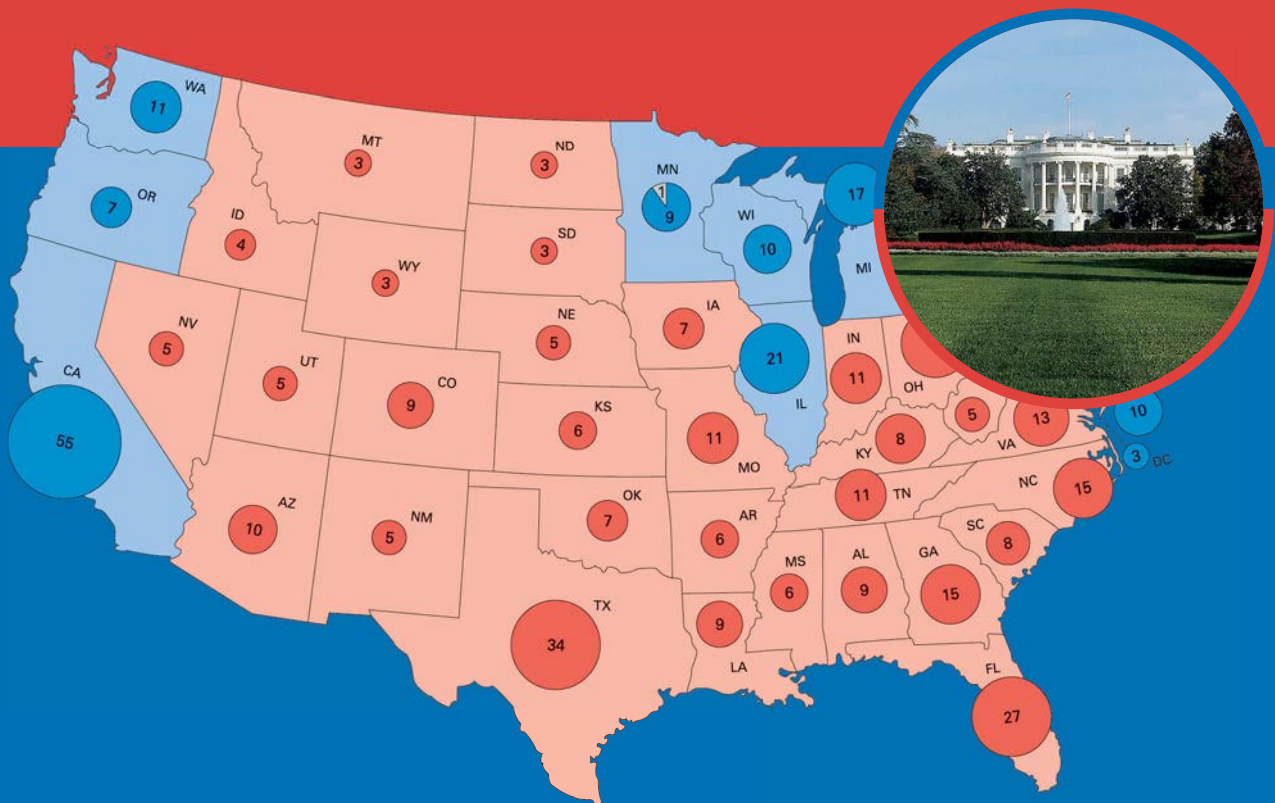 WA
11
MT
3
ND
3
MN
1
9
17
OR
7
ID
4
SD
3
WI
10
MI
WY
3
NV
5
NE
5
IA
7
UT
5
CO
9
IL
21
IN
11
OH
CA
55
KS
6
MO
11
KY
8
5
VA
13
10
3
DC
AZ
10
NM
5
OK
7
AR
6
TN
11
NC
15
SC
8
TX
34
LA
9
MS
6
AL
9
GA
15
FL
27